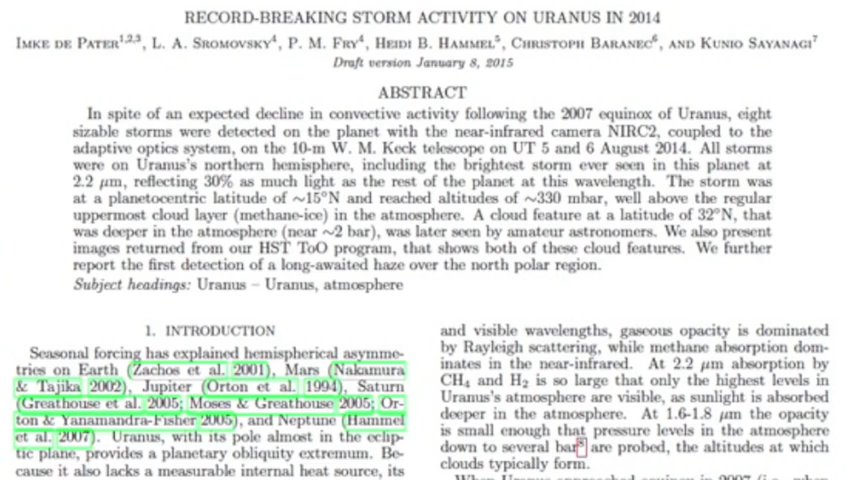 RECORD-BREAKING STORM ACTIVITY ON URANUS IN 2014
IMKE DE PATER1,2,3, L. A. SROMOVSKY4, P. M. FRY4, HEIDI B. HAMMEL5, CHRISTOPH BARANEC6, AND KUNIO SAYANAGI7
Draft version January 8, 2015
ABSTRACT
In spite of an expected decline in convective activity following the 2007 equinox of Uranus, eight
sizable storms were detected on the planet with the near-infrared camera NIRC2, coupled to the
adaptive optics system, on the 10-m W. M. Keck telescope on UT 5 and 6 August 2014. All storms
were on Uranus's northern hemisphere, including the brightest storm ever seen in this planet at
2.2 μm, reflecting 30% as much light as the rest of the planet at this wavelength. The storm was
at a planetocentric latitude of ~15°N and reached altitudes of ~330 mbar, well above the regular
uppermost cloud layer (methane-ice) in the atmosphere. A cloud feature at a latitude of 32°N, that
was deeper in the atmosphere (near ~2 bar), was later seen by amateur astronomers. We also present
images returned from our HST ToO program, that shows both of these cloud features. We further
report the first detection of a long-awaited haze over the north polar region.
Subject headings: Uranus – Uranus, atmosphere
1. INTRODUCTION
Seasonal forcing has explained hemispherical asymme-
tries on Earth (Zachos et al. 2001), Mars (Nakamura
& Tajika 2002), Jupiter (Orton et al. 1994), Saturn
(Greathouse et al. 2005; Moses & Greathouse 2005; Or-
ton & Yanamandra-Fisher 2005), and Neptune (Hammel
et al. 2007). Uranus, with its pole almost in the eclip-
tic plane, provides a planetary obliquity extremum. Be-
cause it also lacks a measurable internal heat source, its
and visible wavelengths, gaseous opacity is dominated
by Rayleigh scattering, while methane absorption dom-
inates in the near-infrared. At 2.2 μm absorption by
CH4 and H2 is so large that only the highest levels in
Uranus's atmosphere are visible, as sunlight is absorbed
deeper in the atmosphere. At 1.6-1.8 μm the opacity
is small enough that pressure levels in the atmosphere
down to several bar8 are probed, the altitudes at which
clouds typically form.